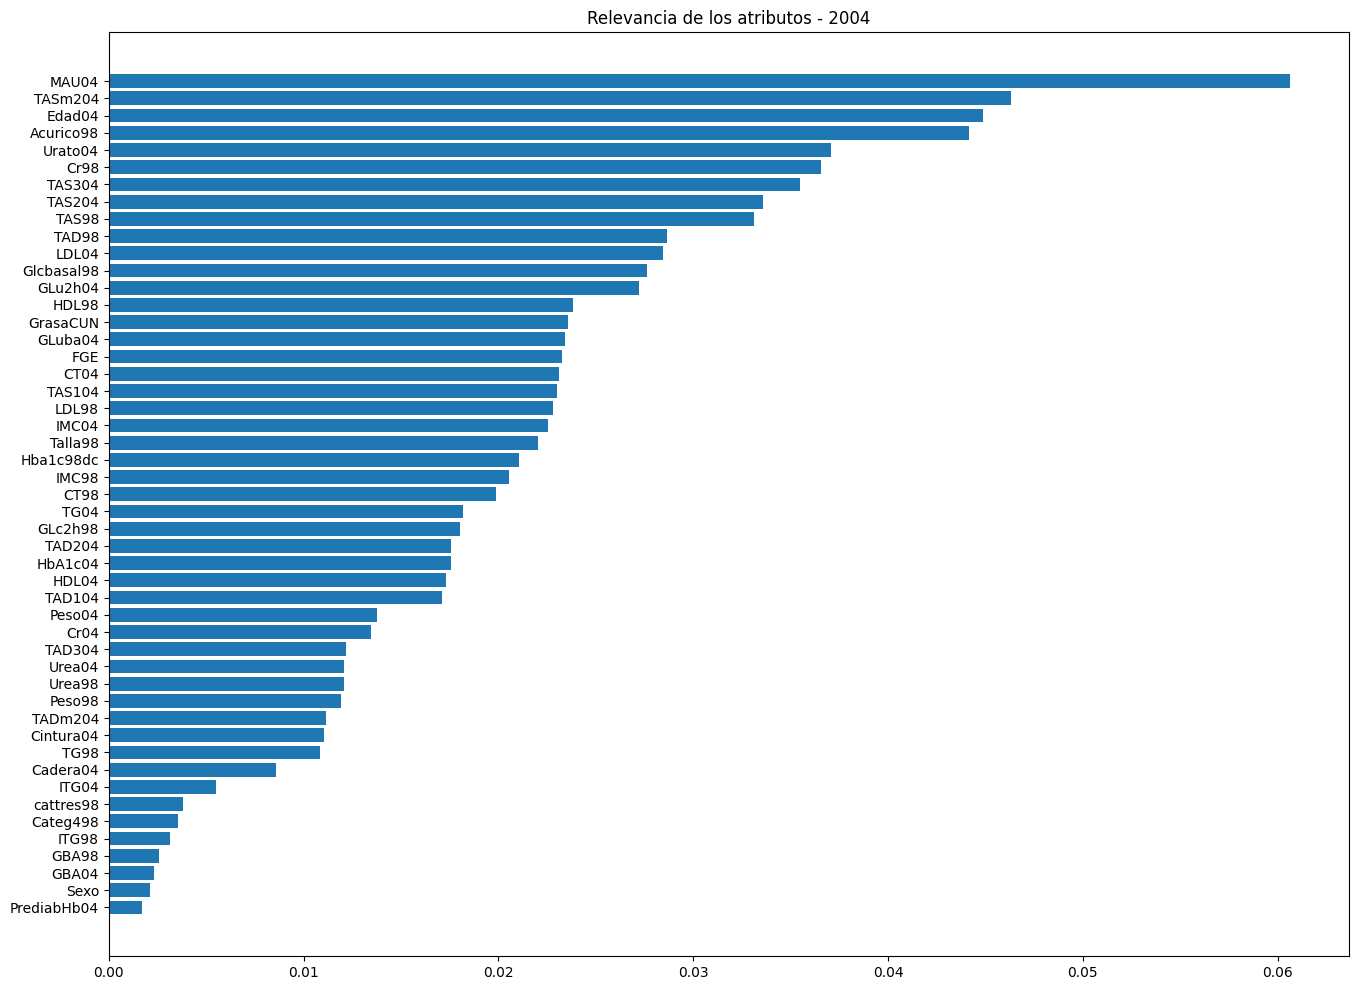 Relevancia de los atributos - 2004
MAU04
TASm204
Edad04
Acurico98
Urato04
Cr98
TAS304
TAS204
TAS98
TAD98
LDL04
Glcbasal98
GLu2h04
HDL98
GrasaCUN
GLuba04
FGE
CT04
TAS104
LDL98
IMC04
Talla98
Hba1c98dc
IMC98
CT98
TG04
GLc2h98
TAD204
HbA1c04
HDL04
TAD104
Peso04
Cr04
TAD304
Urea04
Urea98
Peso98
TADm204
Cintura04
TG98
Cadera04
ITG04
cattres98
Categ498
ITG98
GBA98
GBA04
Sexo
PrediabHb04
0.00 0.01 0.02 0.03 0.04 0.05 0.06